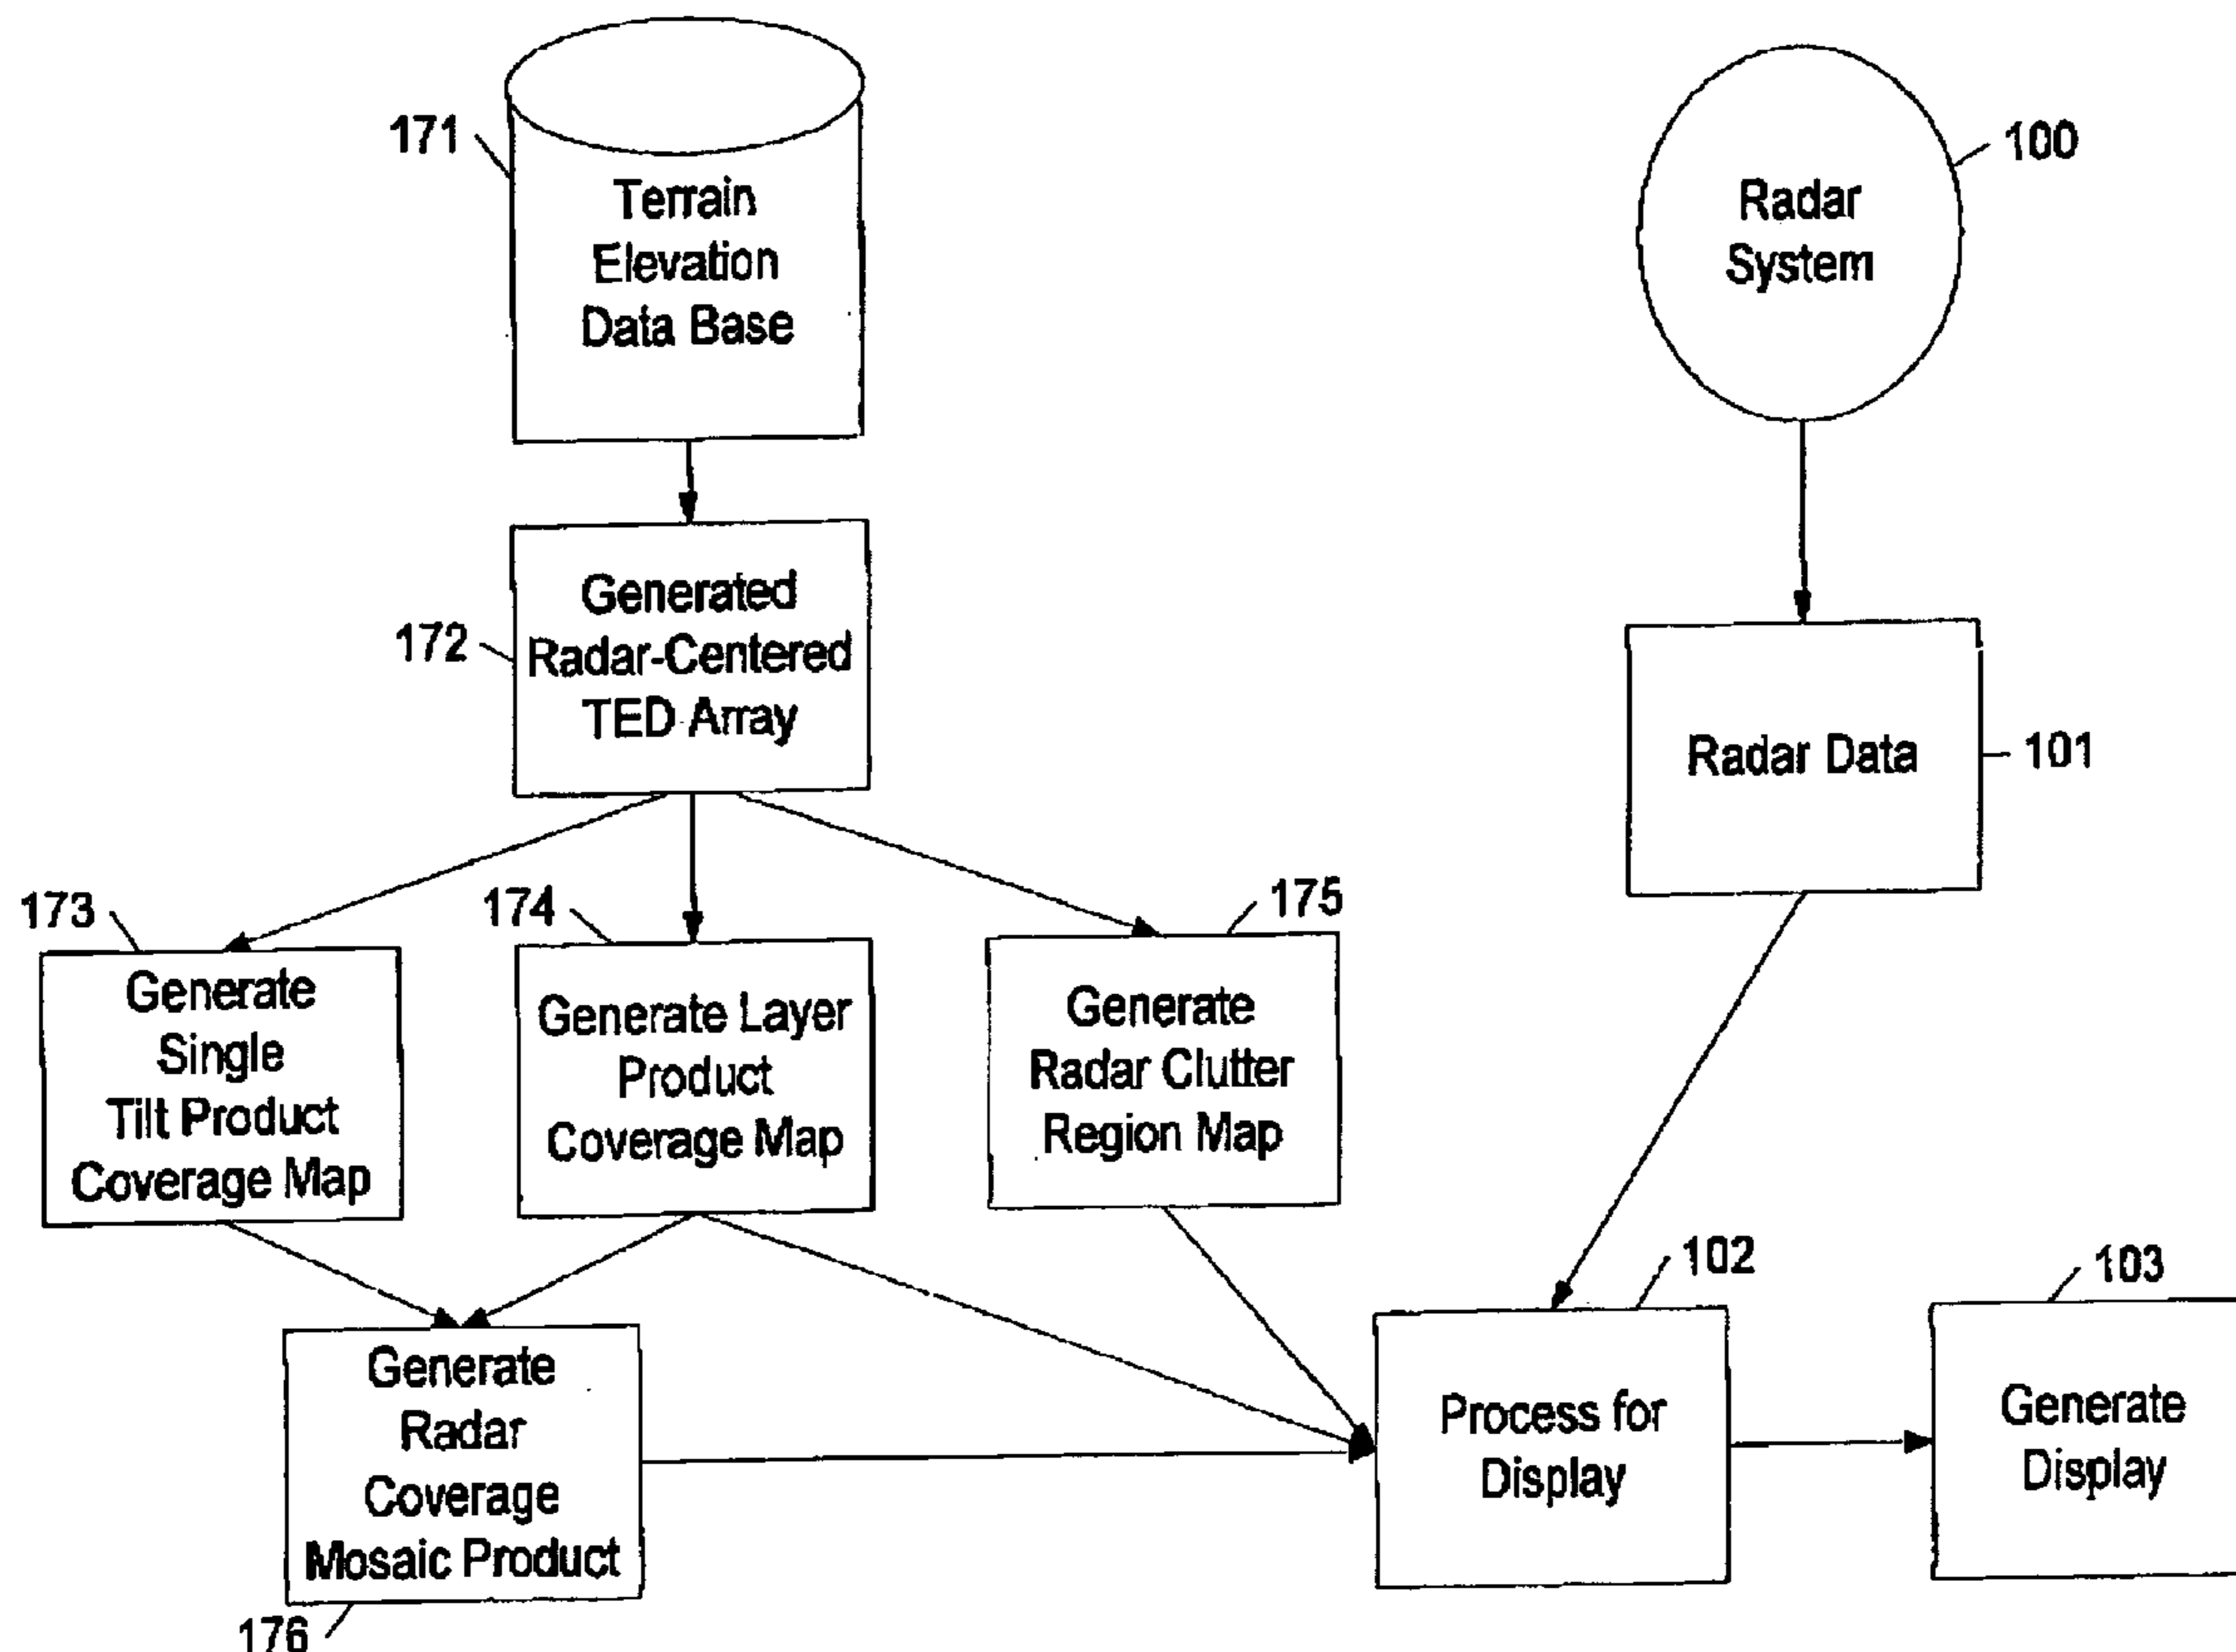 171
Terrain
Elevation
Data Base
100
Radar
System
172
Generated
Radar-Centered
TED Array
Radar Data
101
173
Generate
Single
Tilt Product
Coverage Map
174
Generate Layer
Product
Coverage Map
175
Generate
Radar Clutter
Region Map
Generate
Radar
Coverage
Mosaic Product
176
102
Process for
Display
103
Generate
Display